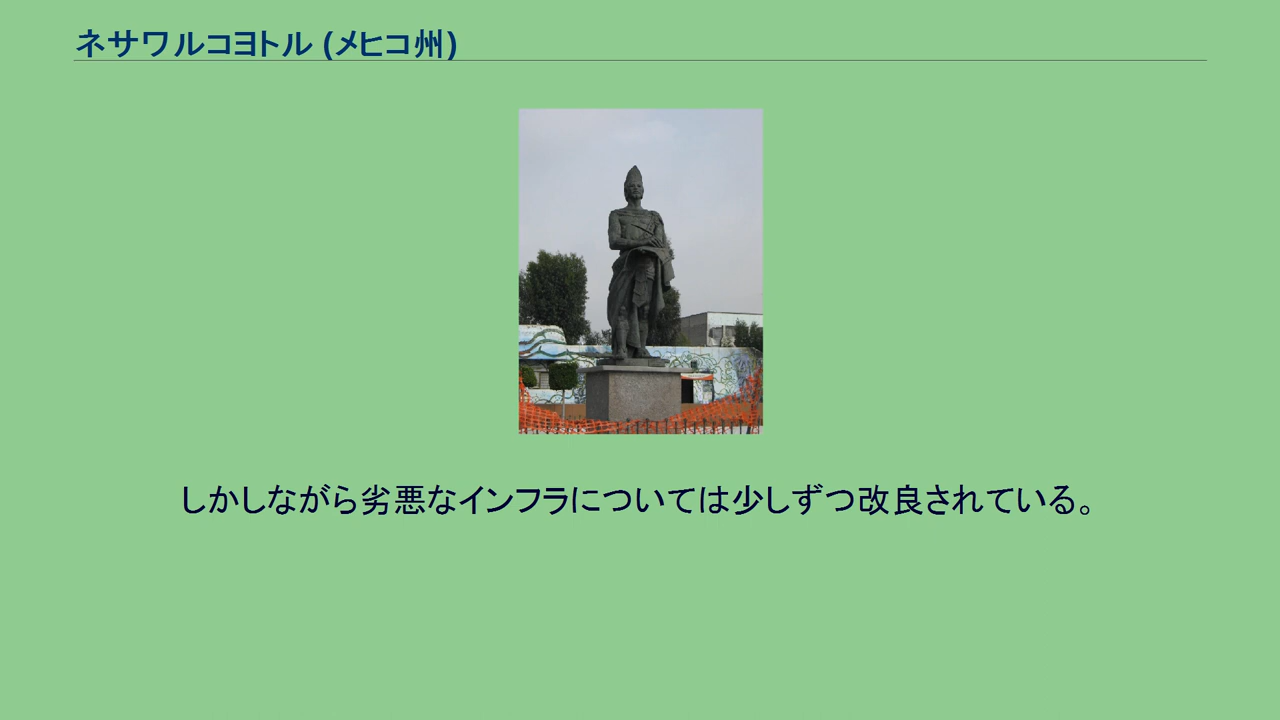 ネサワルコヨトル (メヒコ州)
しかしながら劣悪なインフラについては少しずつ改良されている。